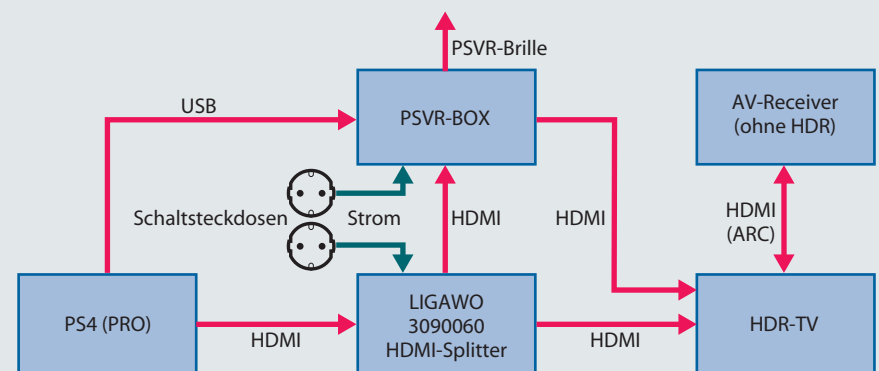 PSVR-Brille
USB
PSVR-BOX
AV-Receiver
(ohne HDR)
Schaltsteckdosen
Strom
HDMI
HDMI
HDMI
(ARC)
PS4 (PRO)
HDMI
LIGAWO
3090060
HDMI-Splitter
HDMI
HDR-TV